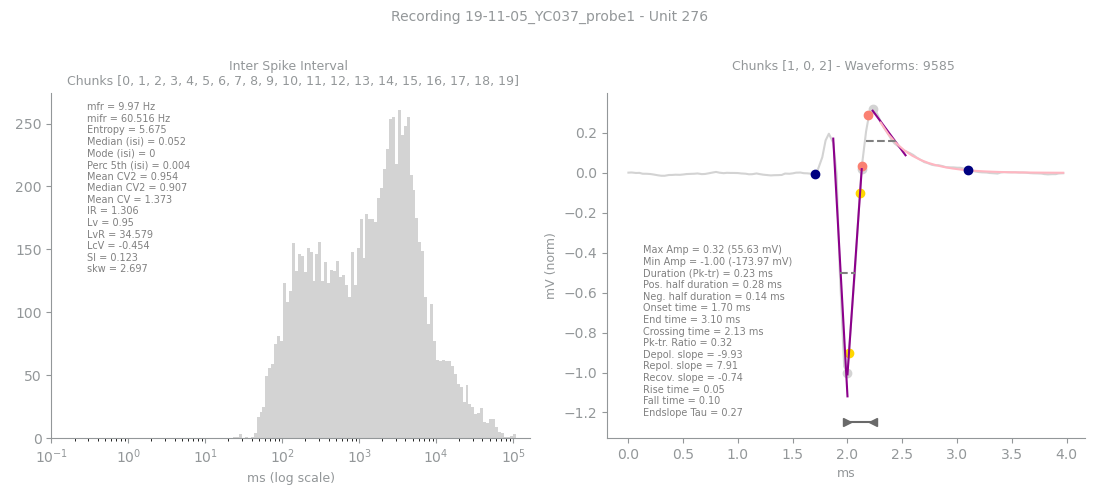 Recording 19-11-05_YC037_probe1 - Unit 276
Inter Spike Interval
Chunks [0, 1, 2, 3, 4, 5, 6, 7, 8, 9, 10, 11, 12, 13, 14, 15, 16, 17, 18, 19]
mfr = 9.97 Hz
mifr = 60.516 Hz
Entropy = 5.675
Median (isi) = 0.052
Mode (isi) = 0
Perc 5th (isi) = 0.004
Mean CV2 = 0.954
Median CV2 = 0.907
Mean CV = 1.373
IR = 1.306
Lv = 0.95
LvR = 34.579
LcV = -0.454
SI = 0.123
skw = 2.697
250
200
150
100
50
0
10⁻¹ 10⁰ 10¹ 10² 10³ 10⁴ 10⁵
ms (log scale)
Chunks [1, 0, 2] - Waveforms: 9585
mV (norm)
0.2
0.0
−0.2
−0.4
−0.6
−0.8
−1.0
−1.2
Max Amp = 0.32 (55.63 mV)
Min Amp = -1.00 (-173.97 mV)
Duration (Pk-tr) = 0.23 ms
Pos. half duration = 0.28 ms
Neg. half duration = 0.14 ms
Onset time = 1.70 ms
End time = 3.10 ms
Crossing time = 2.13 ms
Pk-tr. Ratio = 0.32
Depol. slope = -9.93
Repol. slope = 7.91
Recov. slope = -0.74
Rise time = 0.05
Fall time = 0.10
Endslope Tau = 0.27
0.0 0.5 1.0 1.5 2.0 2.5 3.0 3.5 4.0
ms